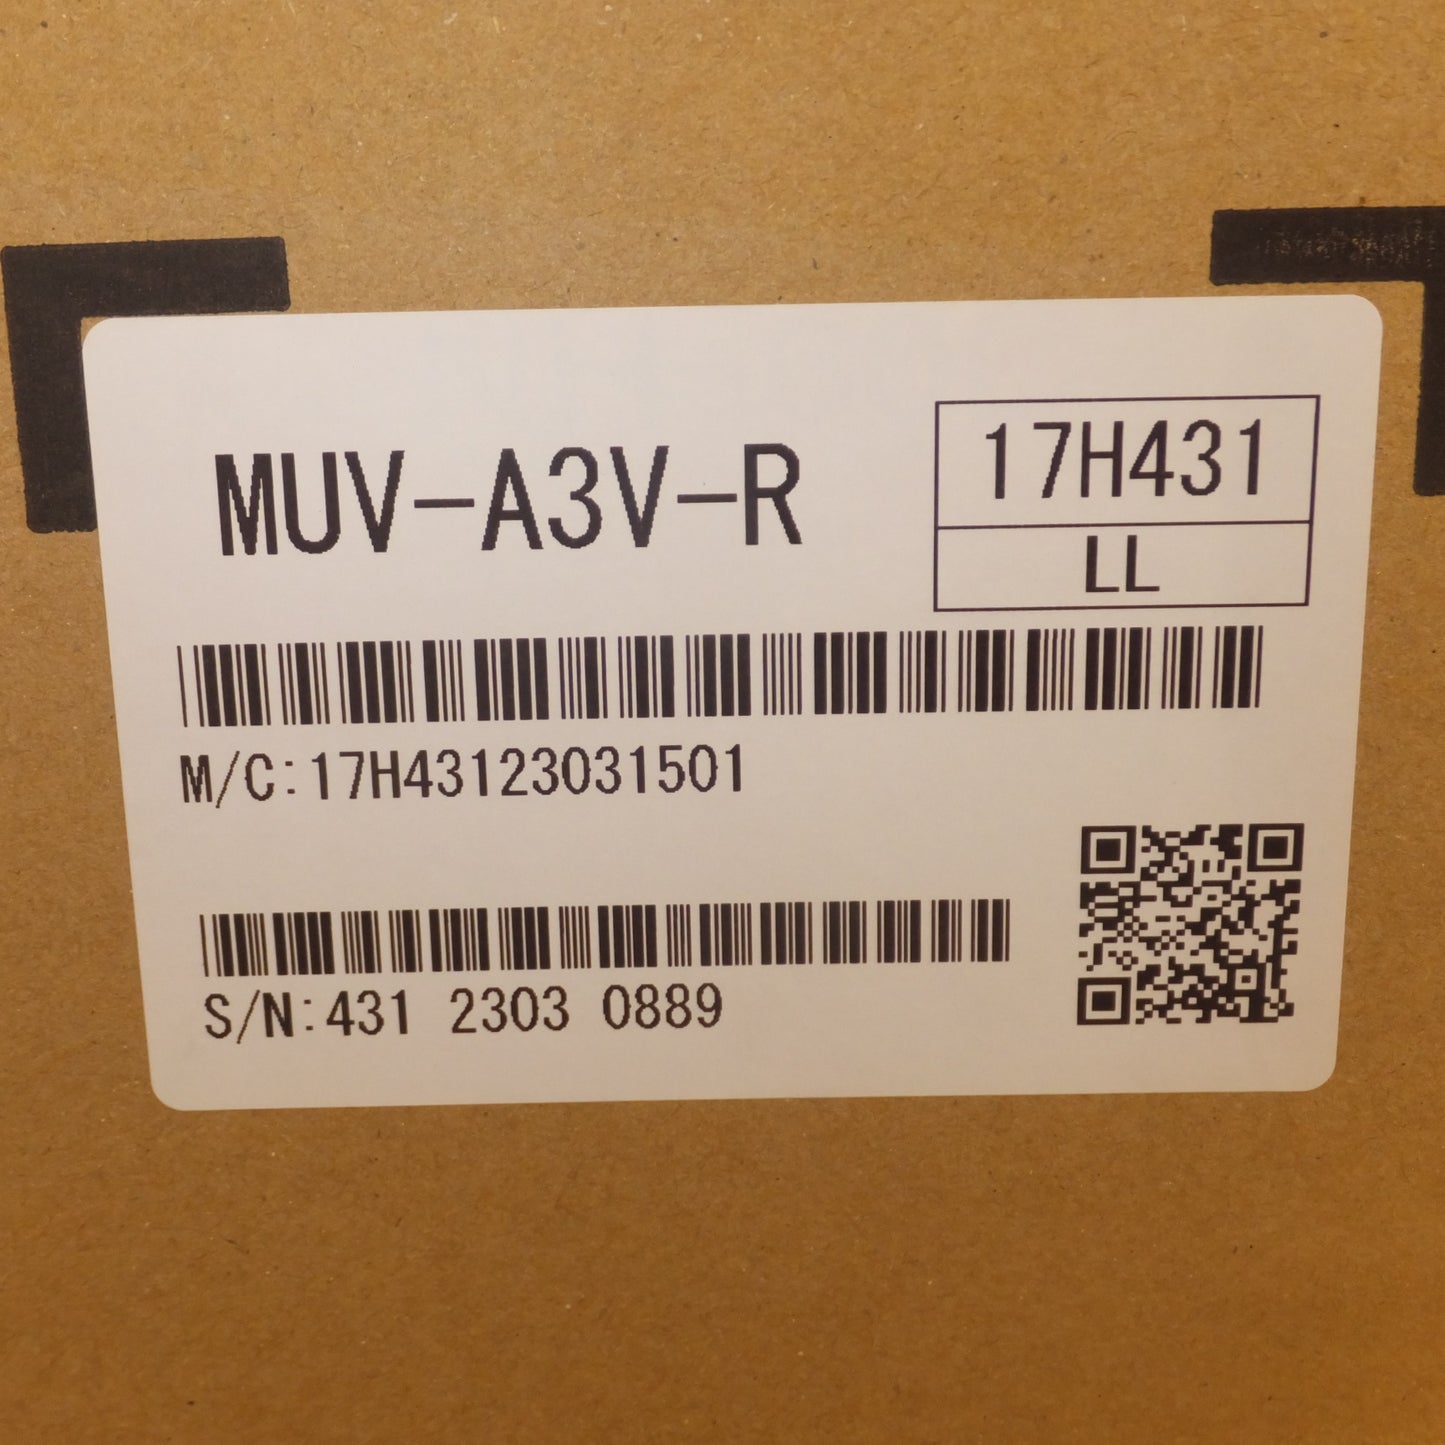 MUV-A3V-R
17H431
LL
M/C:17H43123031501
S/N:431 2303 0889